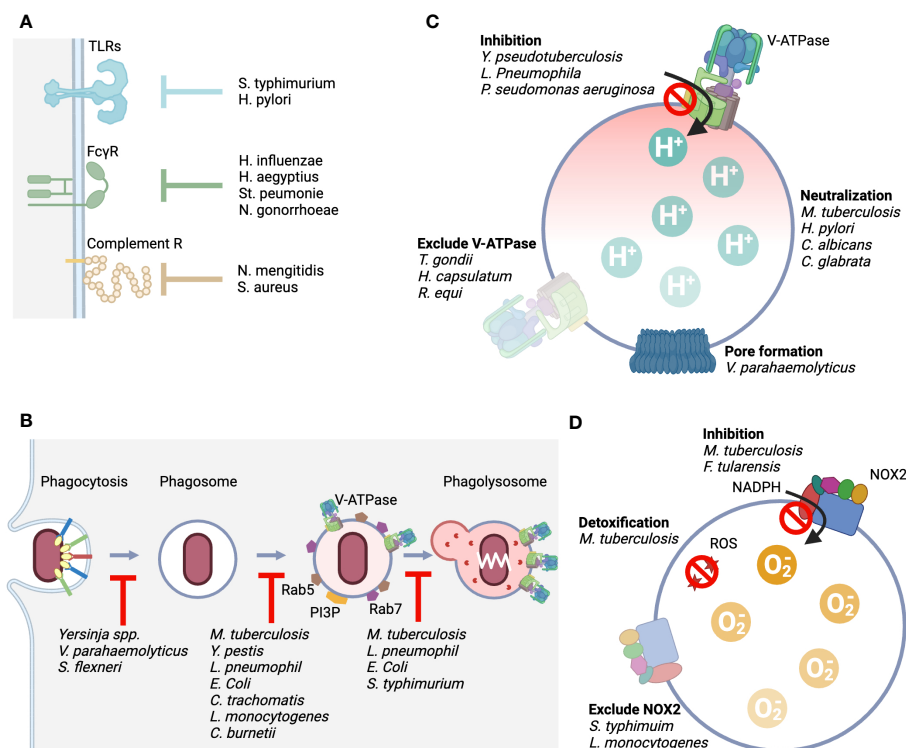 A
TLRs
S. typhimurium
H. pylori
FcγR
H. influenzae
H. aegyptius
St. peumonie
N. gonorrhoeae
Complement R
N. mengitidis
S. aureus
B
Phagocytosis
Phagosome
V-ATPase
Phagolysosome
Rab5
PI3P
Rab7
Yersinja spp.
V. parahaemolyticus
S. flexneri
M. tuberculosis
Y. pestis
L. pneumophil
E. Coli
C. trachomatis
L. monocytogenes
C. burnetii
M. tuberculosis
L. pneumophil
E. Coli
S. typhimurium
C
Inhibition
Y. pseudotuberculosis
L. Pneumophila
P. seudomonas aeruginosa
V-ATPase
H+
H+
H+
H+
H+
H+
Neutralization
M. tuberculosis
H. pylori
C. albicans
C. glabrata
Exclude V-ATPase
T. gondii
H. capsulatum
R. equi
Pore formation
V. parahaemolyticus
D
Inhibition
M. tuberculosis
F. tularensis
NADPH
NOX2
Detoxification
M. tuberculosis
ROS
O2-
O2-
O2-
O2-
O2-
Exclude NOX2
S. typhimuim
L. monocytogenes